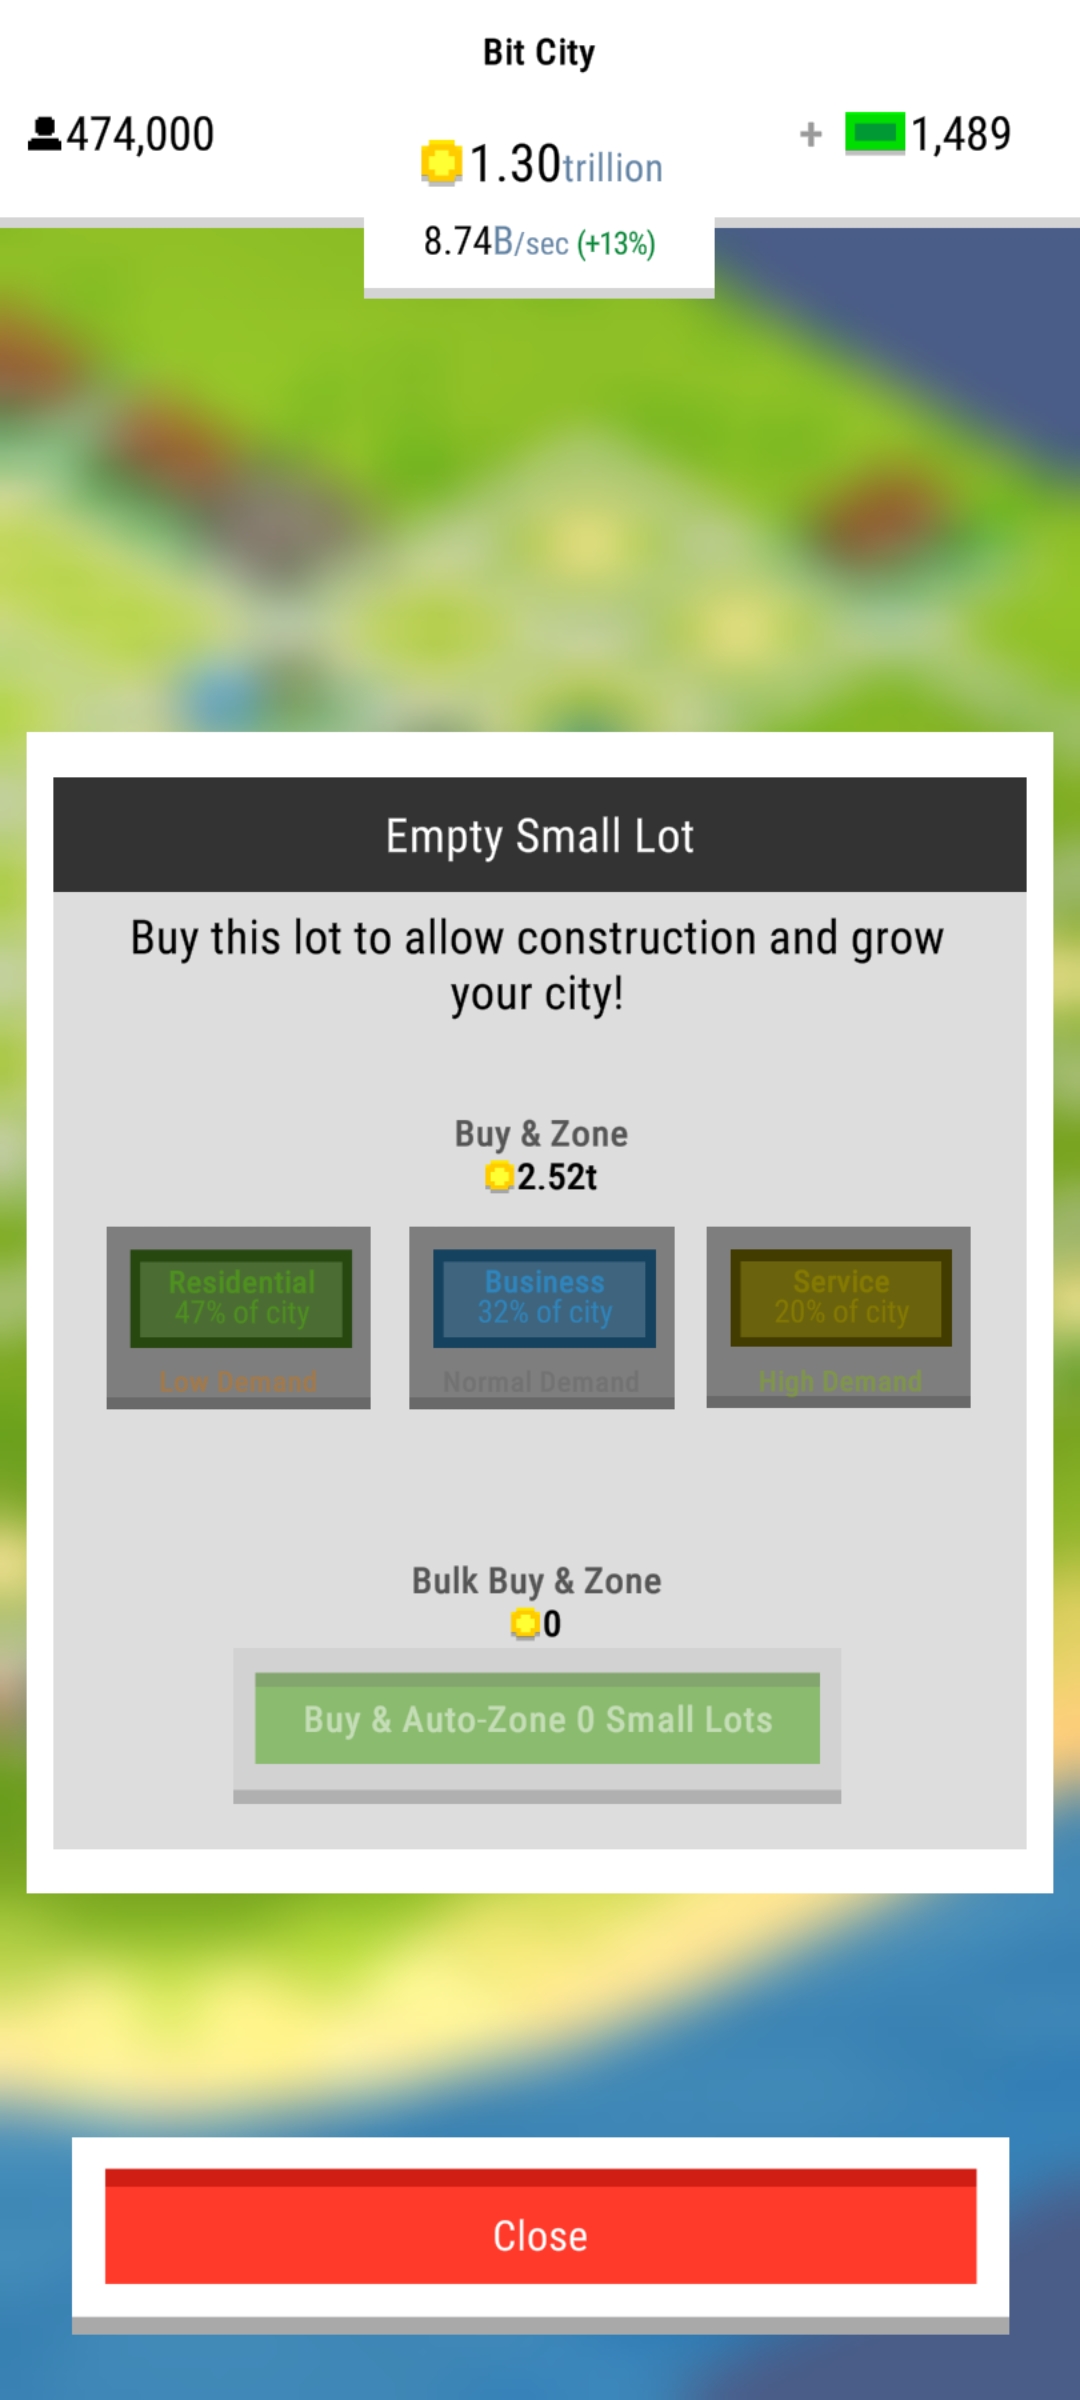 Bit City
474,000
1.30trillion
+ 1,489
8.74B/sec (+13%)
Empty Small Lot
Buy this lot to allow construction and grow
your city!
Buy & Zone
2.52t
Residential
47% of city
Low Demand
Business
32% of city
Normal Demand
Service
20% of city
High Demand
Bulk Buy & Zone
0
Buy & Auto-Zone 0 Small Lots
Close